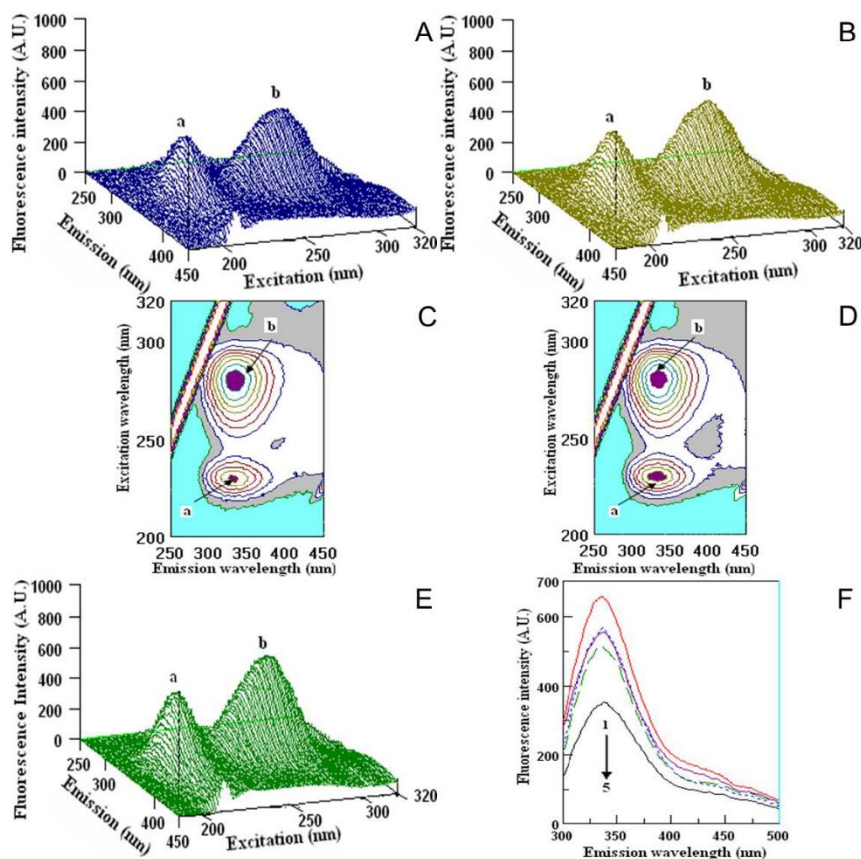 A
1000
800
600
400
200
0
Fluorescence intensity (A.U.)
a
b
250
300
400
450
Emission (nm)
200
250
300
320
Excitation (nm)
B
1000
800
600
400
200
0
Fluorescence intensity (A.U.)
a
b
250
300
400
450
Emission (nm)
200
250
300
320
Excitation (nm)
C
320
300
250
200
Excitation wavelength (nm)
b
a
250 300 350 400 450
Emission wavelength (nm)
D
320
300
250
200
Excitation wavelength (nm)
b
a
250 300 350 400 450
Emission wavelength (nm)
E
1000
800
600
400
200
0
Fluorescence Intensity (A.U.)
a
b
250
300
400
450
Emission (nm)
200
250
300
320
Excitation (nm)
F
700
600
400
200
0
Fluorescence intensity (A.U.)
1
5
300 350 400 450 500
Emission wavelength (nm)